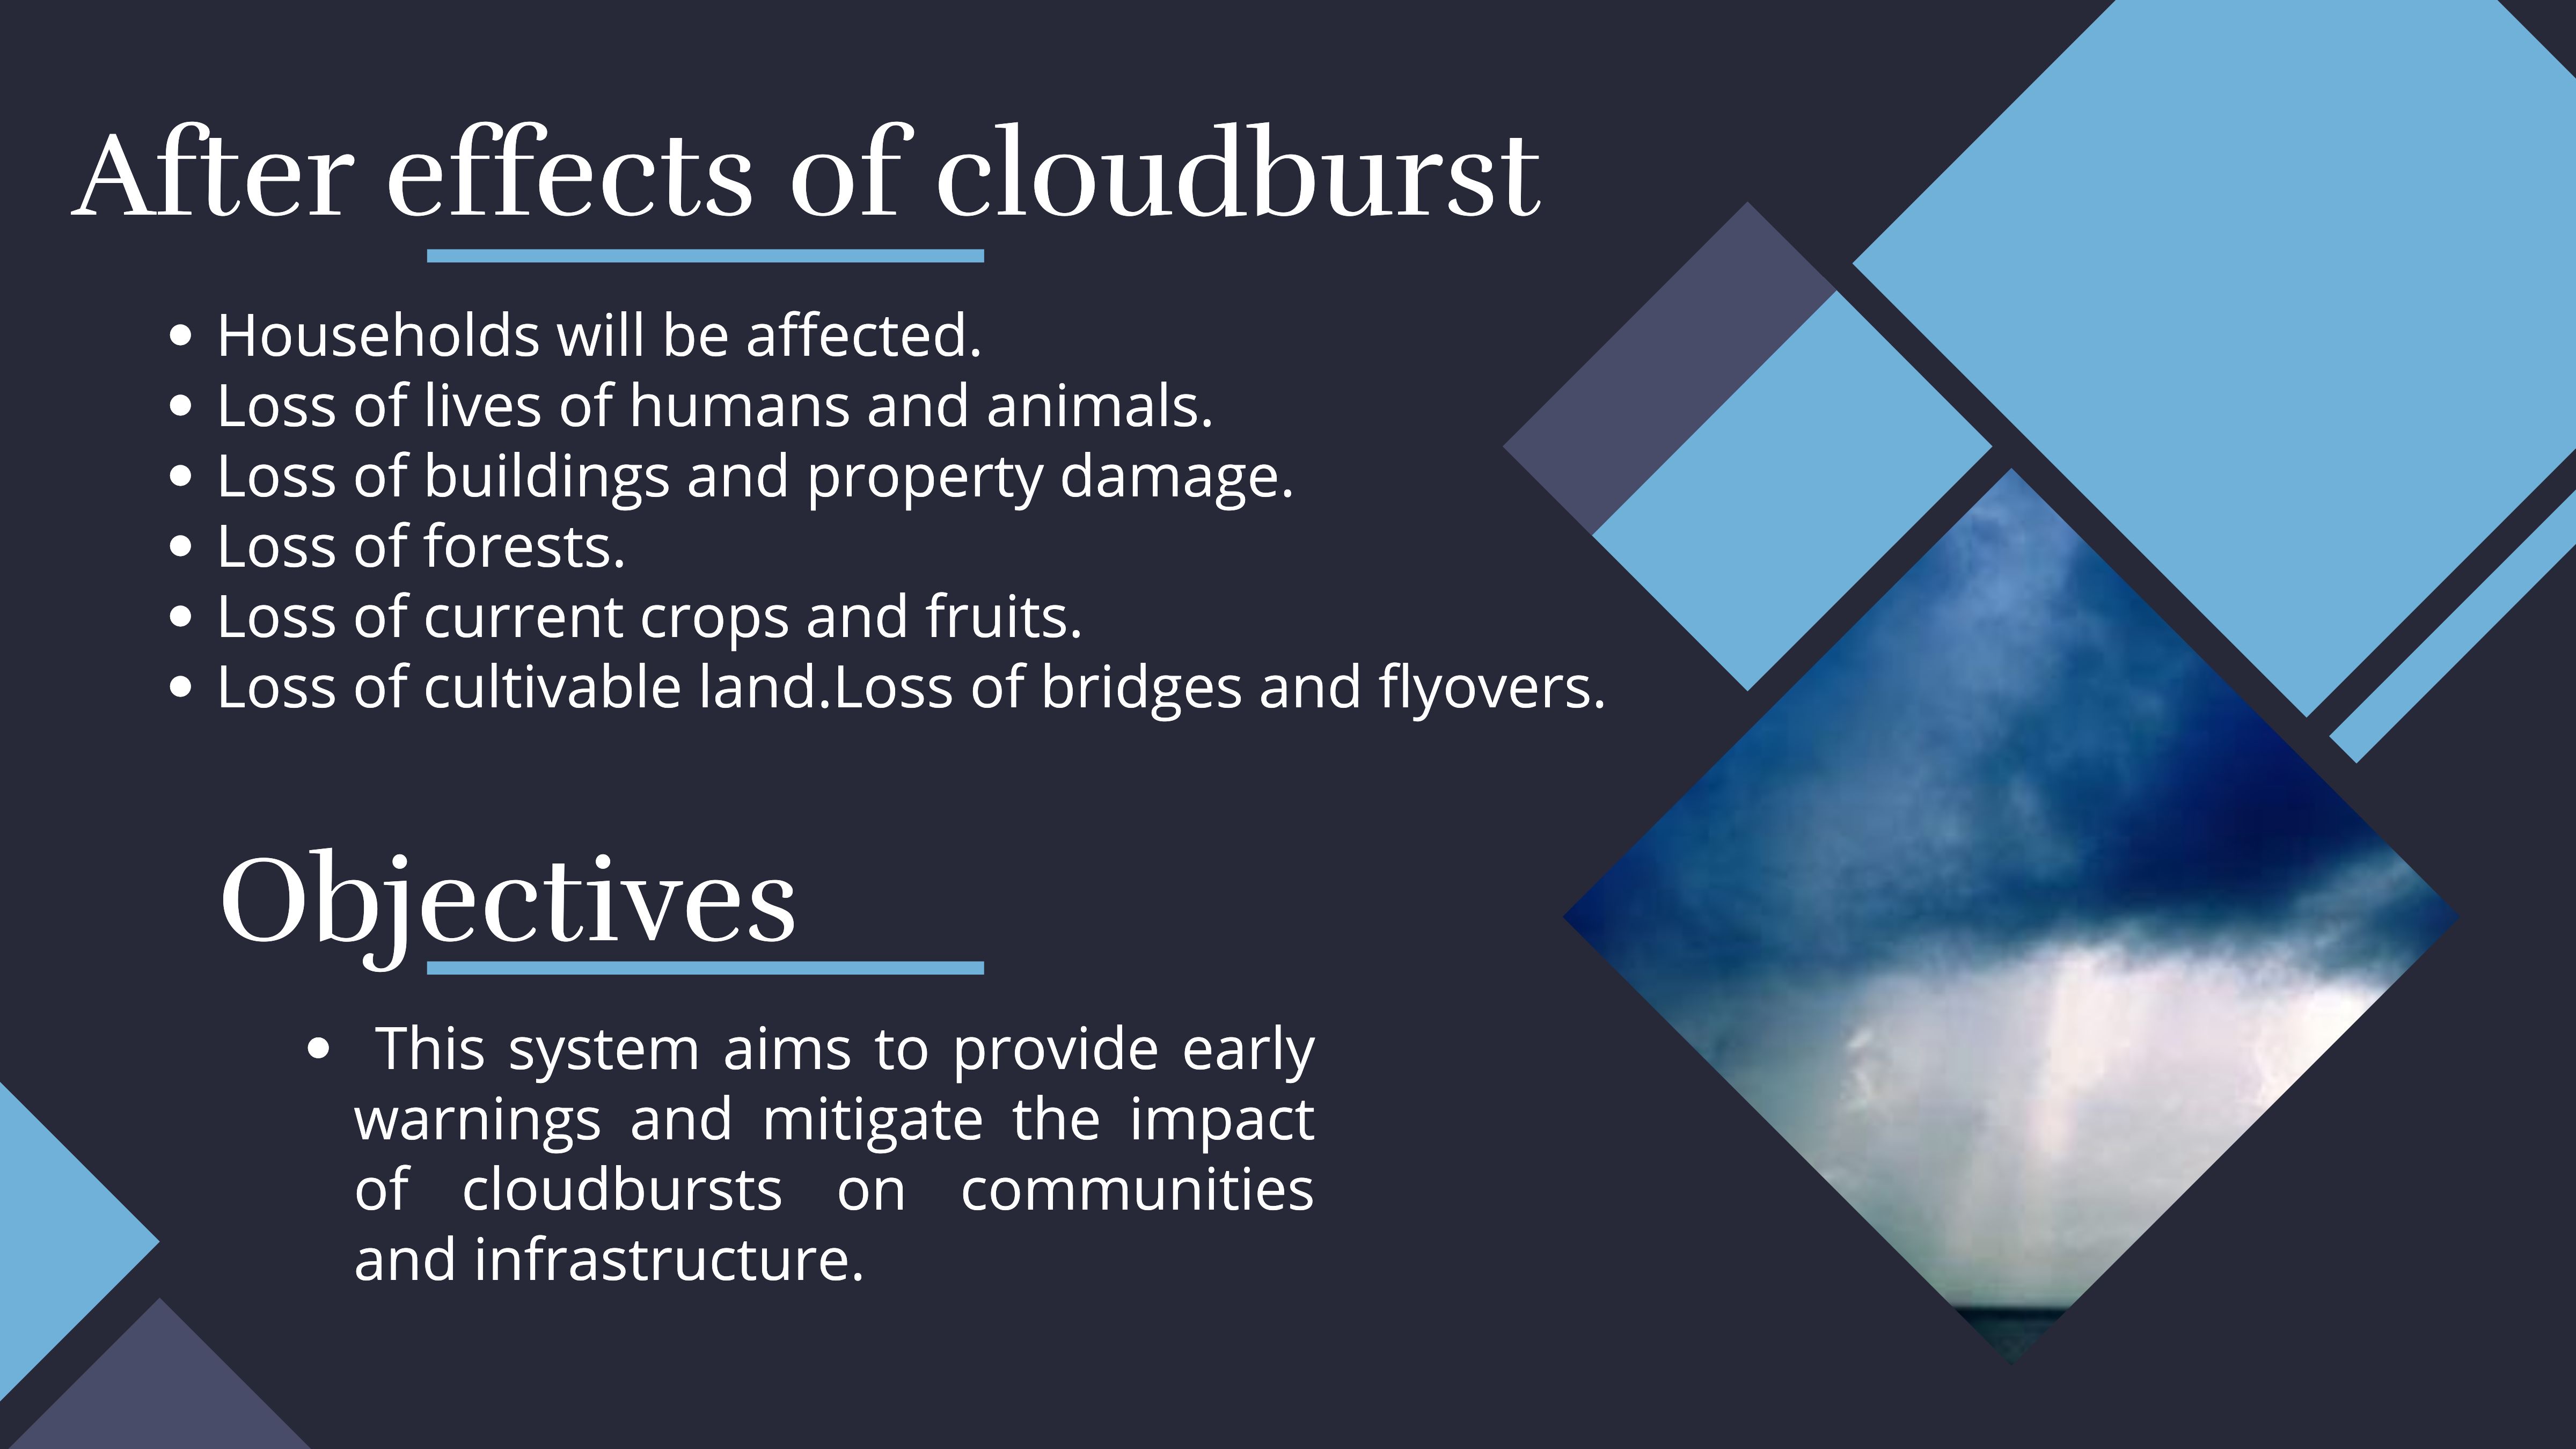 After effects of cloudburst
• Households will be affected.
• Loss of lives of humans and animals.
• Loss of buildings and property damage.
• Loss of forests.
• Loss of current crops and fruits.
• Loss of cultivable land.Loss of bridges and flyovers.
Objectives
• This system aims to provide early
warnings and mitigate the impact
of cloudbursts on communities
and infrastructure.